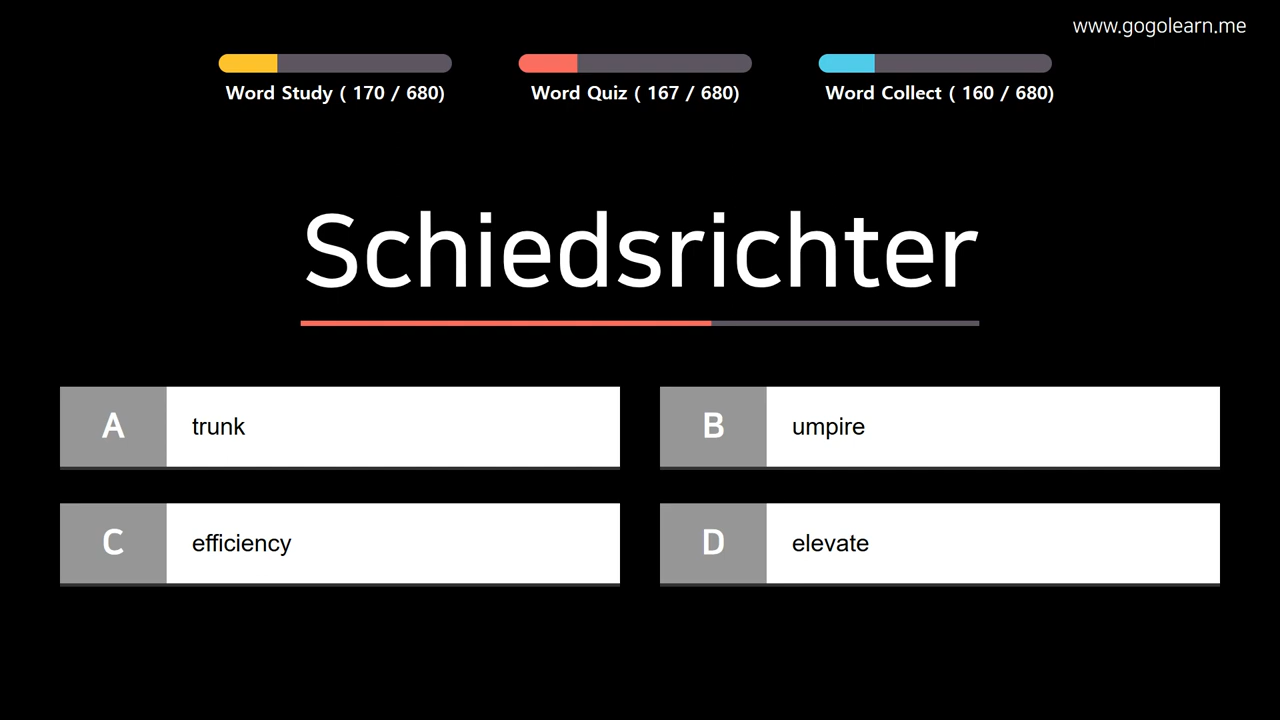 www.gogolearn.me
Word Study ( 170 / 680)
Word Quiz ( 167 / 680)
Word Collect ( 160 / 680)
Schiedsrichter
A trunk
B umpire
C efficiency
D elevate